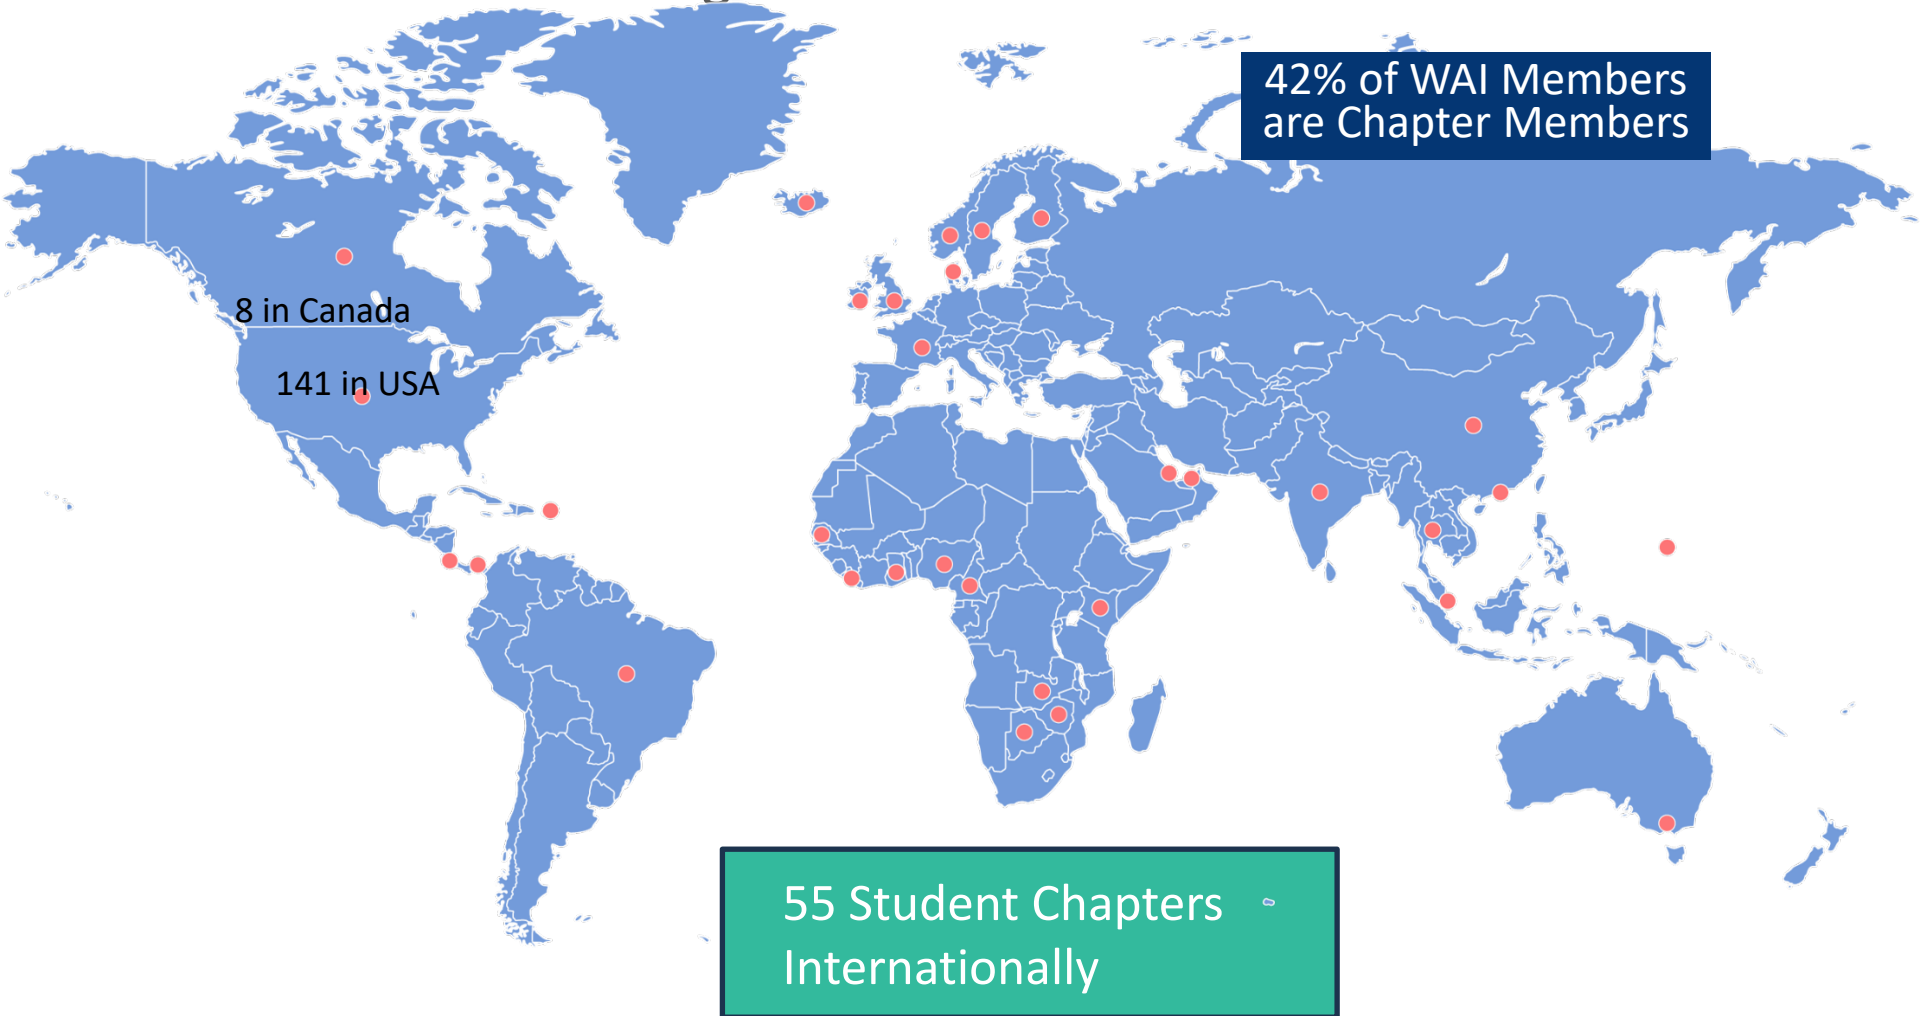 42% of WAI Members
are Chapter Members
8 in Canada
141 in USA
55 Student Chapters
Internationally